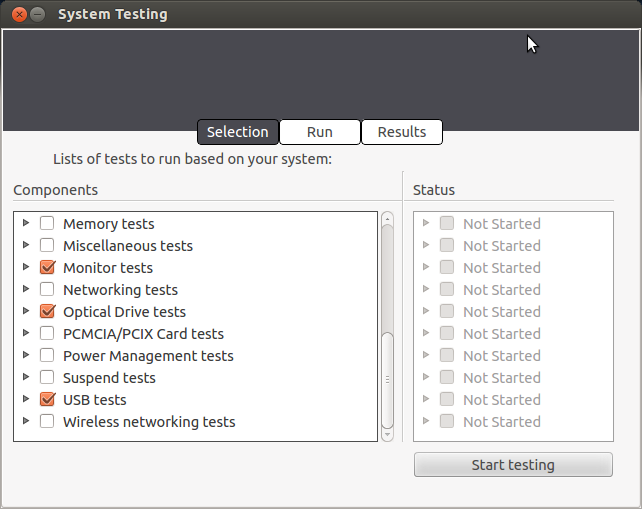 System Testing
Selection Run Results
Lists of tests to run based on your system:
Components Status
Memory tests Not Started
Miscellaneous tests Not Started
Monitor tests Not Started
Networking tests Not Started
Optical Drive tests Not Started
PCMCIA/PCIX Card tests Not Started
Power Management tests Not Started
Suspend tests Not Started
USB tests Not Started
Wireless networking tests Not Started
Start testing